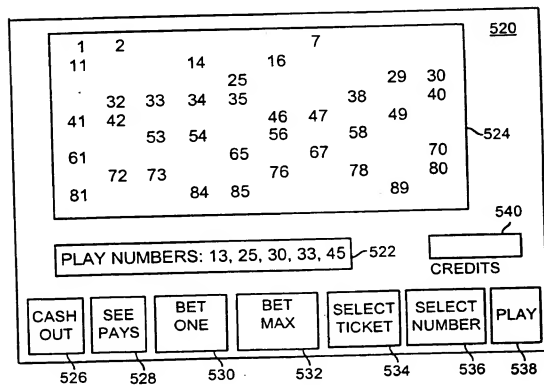 520
1 2 7
11 14 16
25 29 30
32 33 34 35 38 40
41 42 46 47 49
53 54 56 58
61 65 67 70
72 73 76 78 80
81 84 85 89
524
540
PLAY NUMBERS: 13, 25, 30, 33, 45 522
CREDITS
CASH OUT
SEE PAYS
BET ONE
BET MAX
SELECT TICKET
SELECT NUMBER
PLAY
526 528 530 532 534 536 538